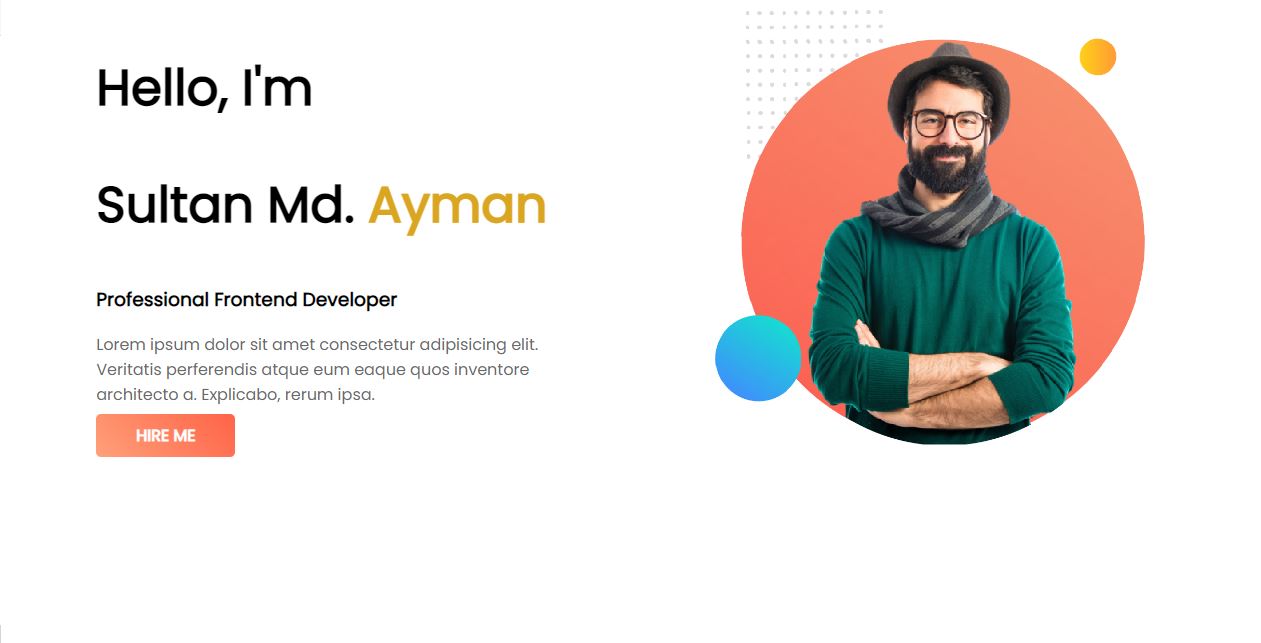 Hello, I'm
Sultan Md. Ayman
Professional Frontend Developer
Lorem ipsum dolor sit amet consectetur adipisicing elit.
Veritatis perferendis atque eum eaque quos inventore
architecto a. Explicabo, rerum ipsa.
HIRE ME